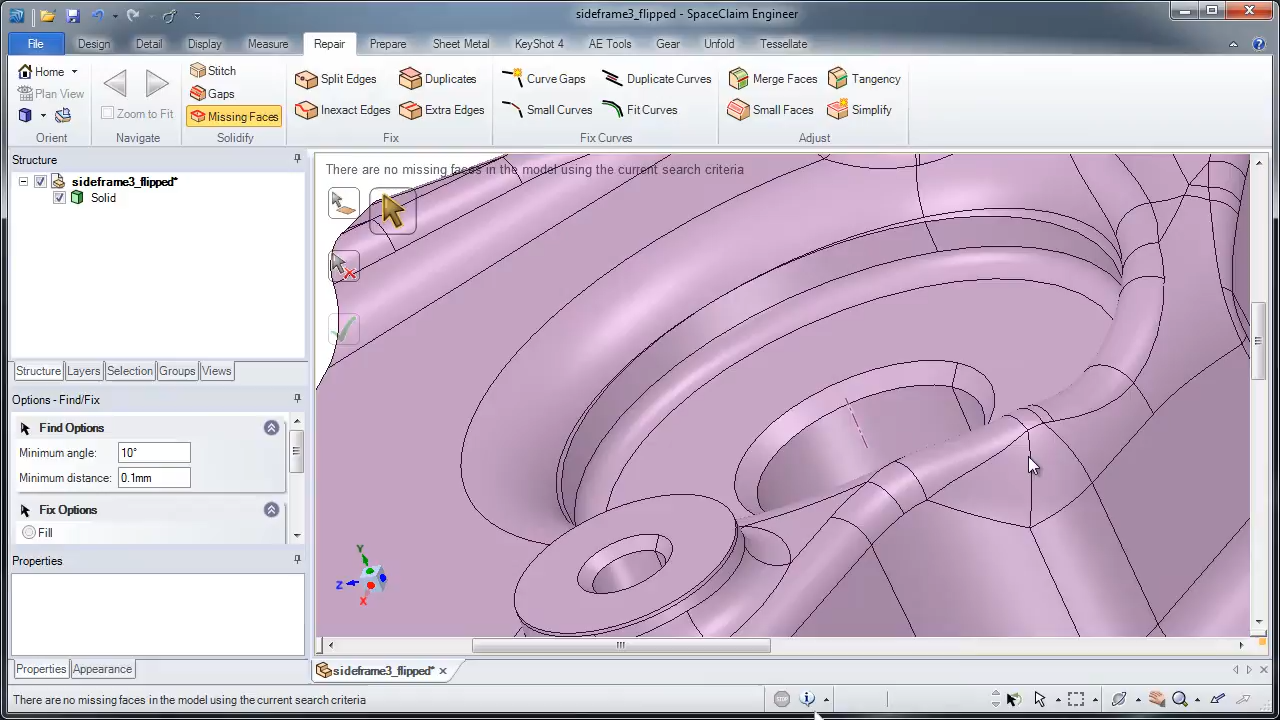 sideframe3_flipped - SpaceClaim Engineer
File Design Detail Display Measure Repair Prepare Sheet Metal KeyShot 4 AE Tools Gear Unfold Tessellate
Home Stitch Split Edges Duplicates Curve Gaps Duplicate Curves Merge Faces Tangency
Plan View Zoom to Fit Gaps
Missing Faces Inexact Edges Extra Edges Small Curves Fit Curves Small Faces Simplify
Orient Navigate Solidify Fix Fix Curves Adjust
Structure
There are no missing faces in the model using the current search criteria
sideframe3_flipped*
Solid
Structure Layers Selection Groups Views
Options - Find/Fix
Find Options
Minimum angle: 10°
Minimum distance: 0.1mm
Fix Options
Fill
Properties
Y
Z
X
Properties Appearance
sideframe3_flipped*
There are no missing faces in the model using the current search criteria